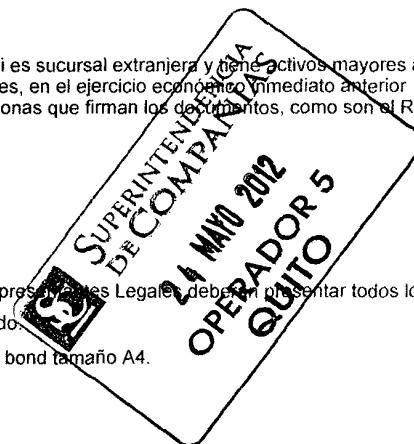 i es sucursal extranjera y tiene activos mayores a
es, en el ejercicio económico inmediato anterior
onas que firman los documentos, como son el R
SUPERINTENDENCIA
DE COMPAÑIAS
24 MAYO 2012
OPERADOR 5
QUITO
Legales deberán presentar todos lo
do.
bond tamaño A4.